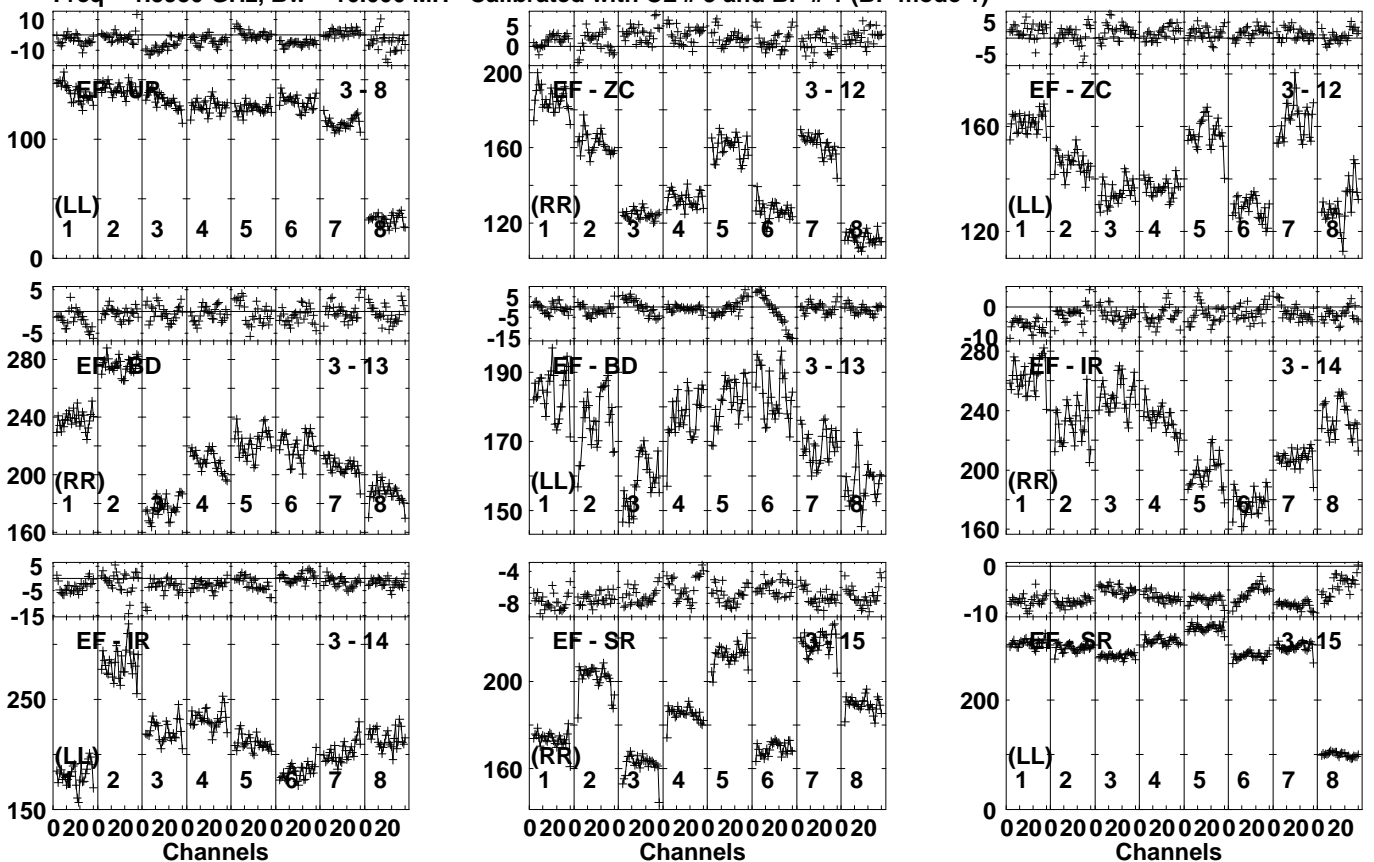 Calibrated with CL # 3 and BP # 1 (BP mode 1)
10 0 -10
100 0
EF - UR 3 - 8
(LL)
1 2 3 4 5 6 7 8
5 0
200 160 120
EF - ZC 3 - 12
(RR)
1 2 3 4 5 6 7 8
5 0 -5
160 120
EF - ZC 3 - 12
(LL)
1 2 3 4 5 6 7 8
5 -5
280 240 200 160
EF - BD 3 - 13
(RR)
1 2 3 4 5 6 7 8
5 -5 -15
190 170 150
EF - BD 3 - 13
(LL)
1 2 3 4 5 6 7 8
0 -10
280 240 200 160
EF - IR 3 - 14
(RR)
1 2 3 4 5 6 7 8
5 -5 -15
250 150
EF - IR 3 - 14
(LL)
1 2 3 4 5 6 7 8
-4 -8
200 160
EF - SR 3 - 15
(RR)
1 2 3 4 5 6 7 8
0 -10
200 0
EF - SR 3 - 15
(LL)
1 2 3 4 5 6 7 8
0 20 0 20 0 20 0 20 0 20 0 20 0 20 0 20
Channels
0 20 0 20 0 20 0 20 0 20 0 20 0 20 0 20
Channels
0 20 0 20 0 20 0 20 0 20 0 20 0 20 0 20
Channels